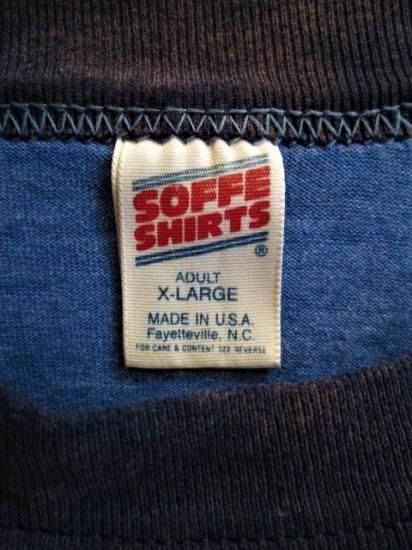 SOFFE
SHIRTS
®
ADULT
X-LARGE
MADE IN U.S.A.
Fayetteville, N.C.
FOR CARE & CONTENT SEE REVERSE